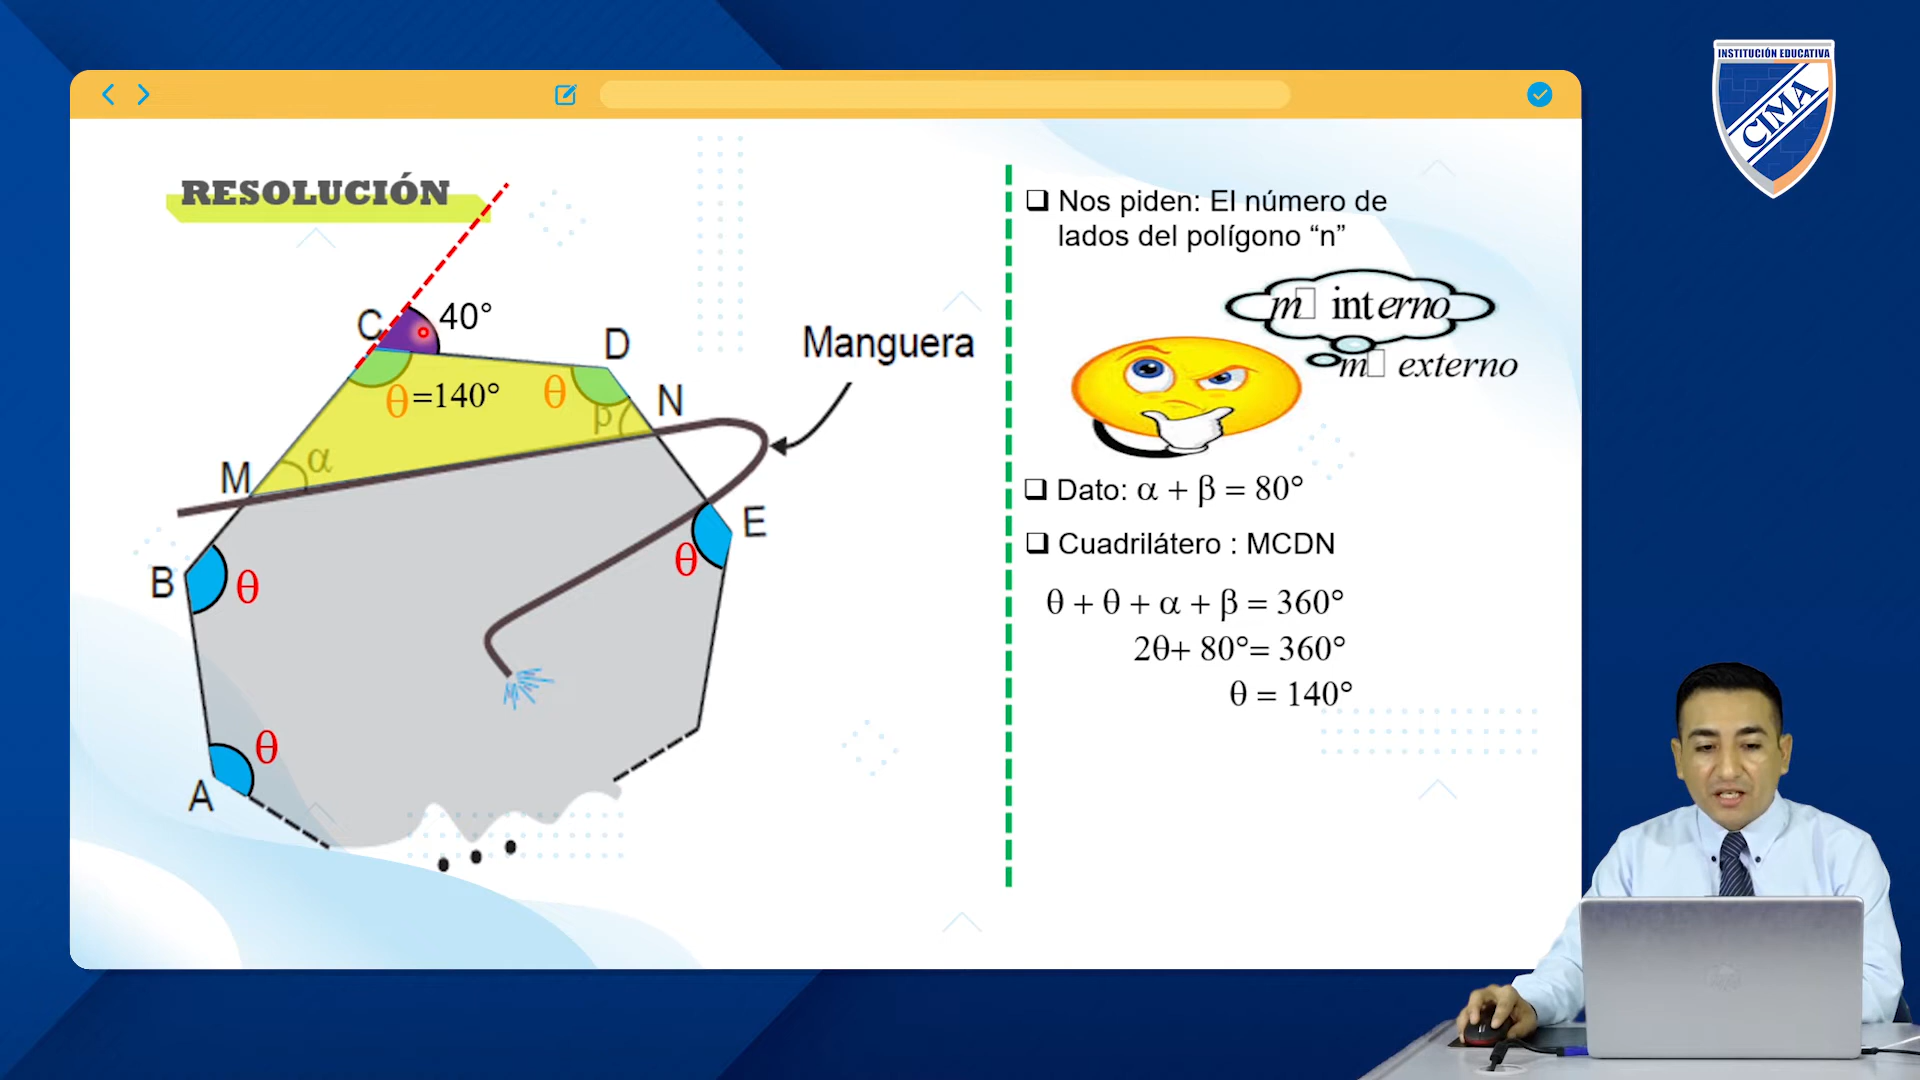 INSTITUCIÓN EDUCATIVA
CIMA
RESOLUCIÓN
40°
C
D
θ=140°
θ
N
β
α
M
Manguera
E
θ
B
θ
θ
A
Nos piden: El número de
lados del polígono “n”
m□ interno
m□ externo
Dato: α + β = 80°
Cuadrilátero : MCDN
θ + θ + α + β = 360°
2θ+ 80°= 360°
θ = 140°